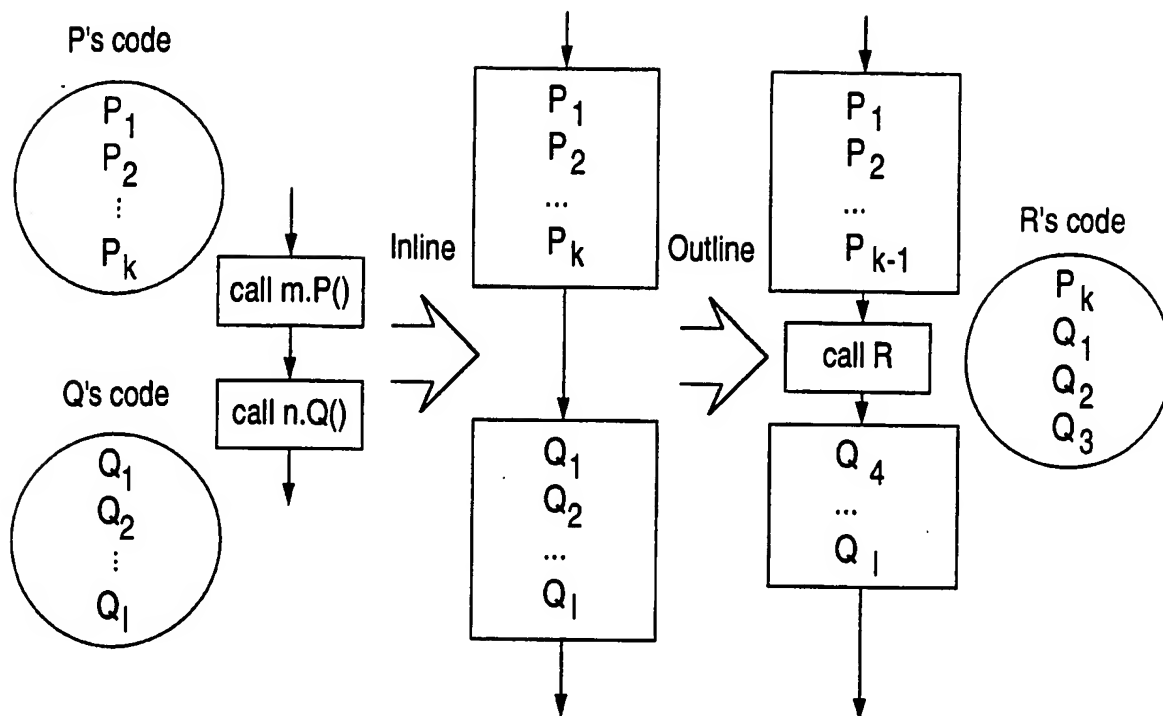 P's code
P1
P2
...
Pk
call m.P()
call n.Q()
Q's code
Q1
Q2
...
Ql
Inline
P1
P2
...
Pk
Q1
Q2
...
Ql
Outline
P1
P2
...
Pk-1
call R
Q4
...
Ql
R's code
Pk
Q1
Q2
Q3